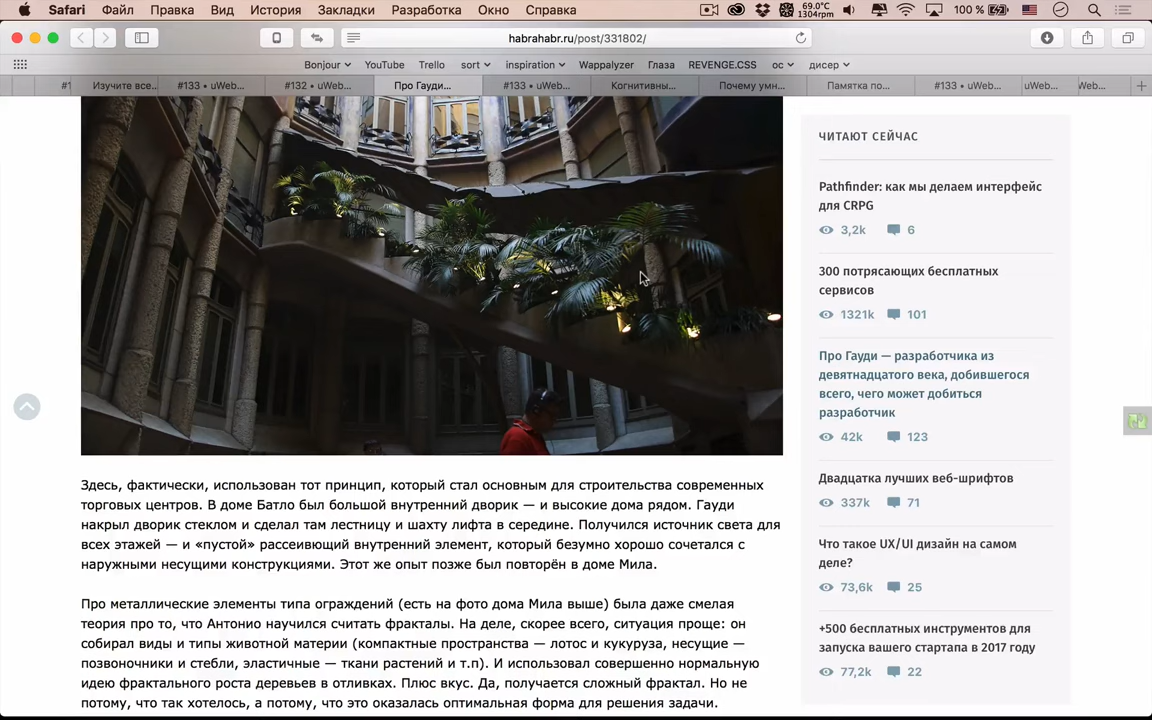 Safari Файл Правка Вид История Закладки Разработка Окно Справка 69.0°C 1304rpm 100 %
habrahabr.ru/post/331802/
Bonjour YouTube Trello sort inspiration Wappalyzer Глаза REVENGE.CSS ос дисер
#1 Изучите все... #133 • uWeb... #132 • uWeb... Про Гауди... #133 • uWeb... Когнитивны... Почему умн... Памятка по... #133 • uWeb... uWeb... Web...
ЧИТАЮТ СЕЙЧАС
Pathfinder: как мы делаем интерфейс
для CRPG
3,2k 6
300 потрясающих бесплатных
сервисов
1321k 101
Про Гауди — разработчика из
девятнадцатого века, добившегося
всего, чего может добиться
разработчик
42k 123
Двадцатка лучших веб-шрифтов
337k 71
Что такое UX/UI дизайн на самом
деле?
73,6k 25
+500 бесплатных инструментов для
запуска вашего стартапа в 2017 году
77,2k 22
Здесь, фактически, использован тот принцип, который стал основным для строительства современных
торговых центров. В доме Батло был большой внутренний дворик — и высокие дома рядом. Гауди
накрыл дворик стеклом и сделал там лестницу и шахту лифта в середине. Получился источник света для
всех этажей — и «пустой» рассеивющий внутренний элемент, который безумно хорошо сочетался с
наружными несущими конструкциями. Этот же опыт позже был повторён в доме Мила.
Про металлические элементы типа ограждений (есть на фото дома Мила выше) была даже смелая
теория про то, что Антонио научился считать фракталы. На деле, скорее всего, ситуация проще: он
собирал виды и типы животной материи (компактные пространства — лотос и кукуруза, несущие —
позвоночники и стебли, эластичные — ткани растений и т.п). И использовал совершенно нормальную
идею фрактального роста деревьев в отливках. Плюс вкус. Да, получается сложный фрактал. Но не
потому, что так хотелось, а потому, что это оказалась оптимальная форма для решения задачи.